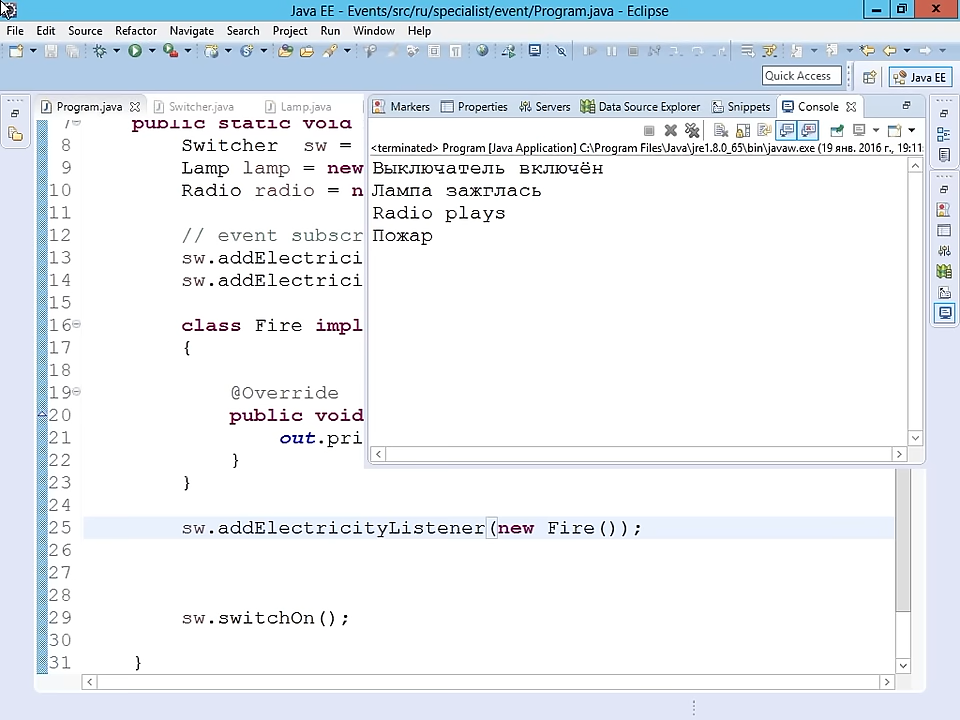 Java EE - Events/src/ru/specialist/event/Program.java - Eclipse
File Edit Source Refactor Navigate Search Project Run Window Help
Quick Access
Java EE
Program.java Switcher.java Lamp.java
Markers Properties Servers Data Source Explorer Snippets Console
<terminated> Program [Java Application] C:\Program Files\Java\jre1.8.0_65\bin\javaw.exe (19 янв. 2016 г., 19:11
Выключатель включён
Лампа зажглась
Radio plays
Пожар
7 public static void
8 Switcher sw =
9 Lamp lamp = new
10 Radio radio = n
11
12 // event subscr
13 sw.addElectrici
14 sw.addElectrici
15
16 class Fire impl
17 {
18
19 @Override
20 public void
21 out.pri
22 }
23 }
24
25 sw.addElectricityListener(new Fire());
26
27
28
29 sw.switchOn();
30
31 }